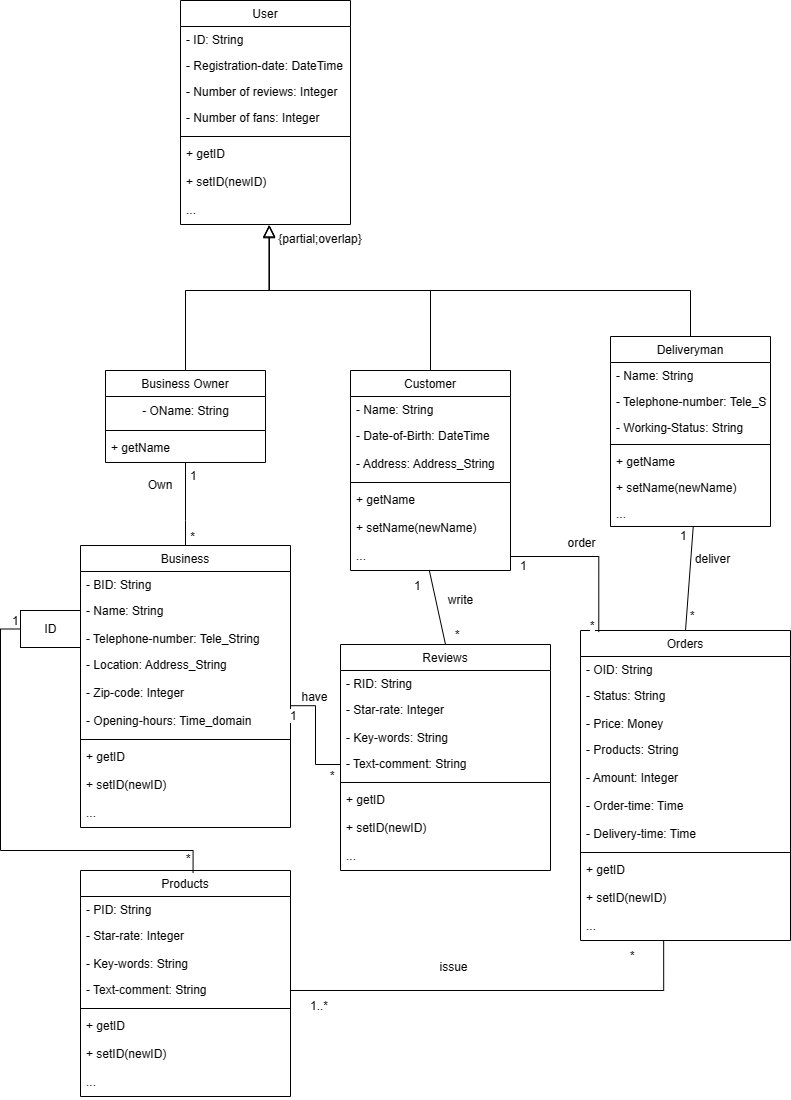 User
- ID: String
- Registration-date: DateTime
- Number of reviews: Integer
- Number of fans: Integer
+ getID
+ setID(newID)
...
{partial;overlap}
Business Owner
- OName: String
+ getName
Customer
- Name: String
- Date-of-Birth: DateTime
- Address: Address_String
+ getName
+ setName(newName)
...
Deliveryman
- Name: String
- Telephone-number: Tele_S
- Working-Status: String
+ getName
+ setName(newName)
...
1
Own
*
1
order
*
1
deliver
*
1
write
*
Business
- BID: String
- Name: String
- Telephone-number: Tele_String
- Location: Address_String
- Zip-code: Integer
- Opening-hours: Time_domain
+ getID
+ setID(newID)
...
1
ID
*
have
1
*
Reviews
- RID: String
- Star-rate: Integer
- Key-words: String
- Text-comment: String
+ getID
+ setID(newID)
...
Orders
- OID: String
- Status: String
- Price: Money
- Products: String
- Amount: Integer
- Order-time: Time
- Delivery-time: Time
+ getID
+ setID(newID)
...
Products
- PID: String
- Star-rate: Integer
- Key-words: String
- Text-comment: String
+ getID
+ setID(newID)
...
*
issue
1..*